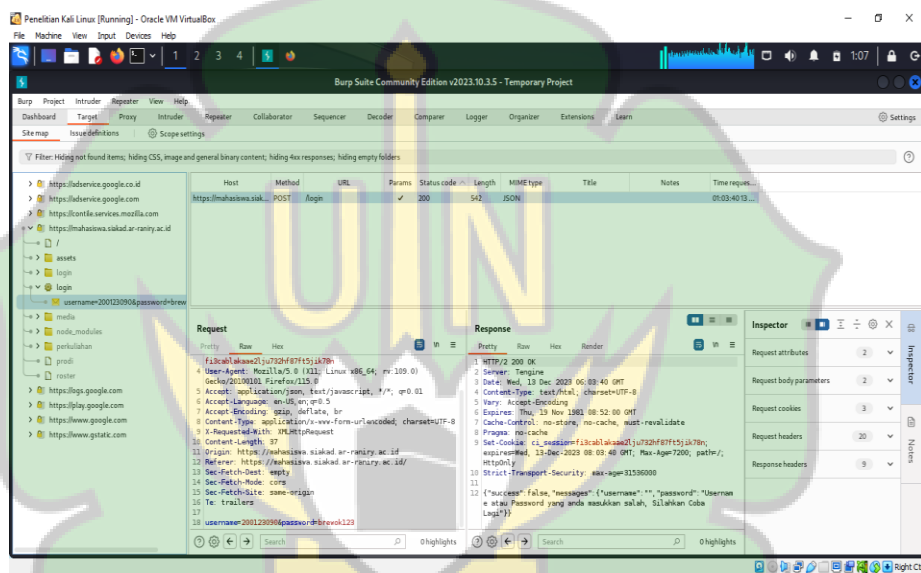 Penelitian Kali Linux [Running] - Oracle VM VirtualBox
File Machine View Input Devices Help
1 2 3 4
1:07
Burp Suite Community Edition v2023.10.3.5 - Temporary Project
Burp Project Intruder Repeater View Help
Dashboard Target Proxy Intruder Repeater Collaborator Sequencer Decoder Comparer Logger Organizer Extensions Learn
Settings
Site map Issue definitions Scope settings
Filter: Hiding not found items; hiding CSS, image and general binary content; hiding 4xx responses; hiding empty folders
https://adservice.google.co.id
https://adservice.google.com
https://contile.services.mozilla.com
https://mahasiswa.siakad.ar-raniry.ac.id
/
assets
login
login
username=200123090&password=brew
media
node_modules
perkuliahan
prodi
roster
https://logs.google.com
https://play.google.com
https://www.google.com
https://www.gstatic.com
Host Method URL Params Status code Length MIME type Title Notes Time reques...
https://mahasiswa.siak... POST /login ✓ 200 542 JSON 01:03:40 13 ...
UIN
Request
Pretty Raw Hex
fi3cablakaae2lju732hf87ft5jik78n
4 User-Agent: Mozilla/5.0 (X11; Linux x86_64; rv:109.0)
Gecko/20100101 Firefox/115.0
5 Accept: application/json, text/javascript, */*; q=0.01
6 Accept-Language: en-US,en;q=0.5
7 Accept-Encoding: gzip, deflate, br
8 Content-Type: application/x-www-form-urlencoded; charset=UTF-8
9 X-Requested-With: XMLHttpRequest
10 Content-Length: 37
11 Origin: https://mahasiswa.siakad.ar-raniry.ac.id
12 Referer: https://mahasiswa.siakad.ar-raniry.ac.id/
13 Sec-Fetch-Dest: empty
14 Sec-Fetch-Mode: cors
15 Sec-Fetch-Site: same-origin
16 Te: trailers
17
18 username=200123090&password=brewok123
Search
0 highlights
Response
Pretty Raw Hex Render
1 HTTP/2 200 OK
2 Server: Tengine
3 Date: Wed, 13 Dec 2023 06:03:40 GMT
4 Content-Type: text/html; charset=UTF-8
5 Vary: Accept-Encoding
6 Expires: Thu, 19 Nov 1981 08:52:00 GMT
7 Cache-Control: no-store, no-cache, must-revalidate
8 Pragma: no-cache
9 Set-Cookie: ci_session=fi3cablakaae2lju732hf87ft5jik78n;
expires=Wed, 13-Dec-2023 08:03:40 GMT; Max-Age=7200; path=/;
HttpOnly
10 Strict-Transport-Security: max-age=31536000
11
12 {"success":false,"messages":{"username":"","password":"Usernam
e atau Password yang anda masukkan salah, Silahkan Coba
Lagi"}}
Search
0 highlights
Inspector
Request attributes 2
Request body parameters 2
Request cookies 3
Request headers 20
Response headers 9
Inspector
Notes